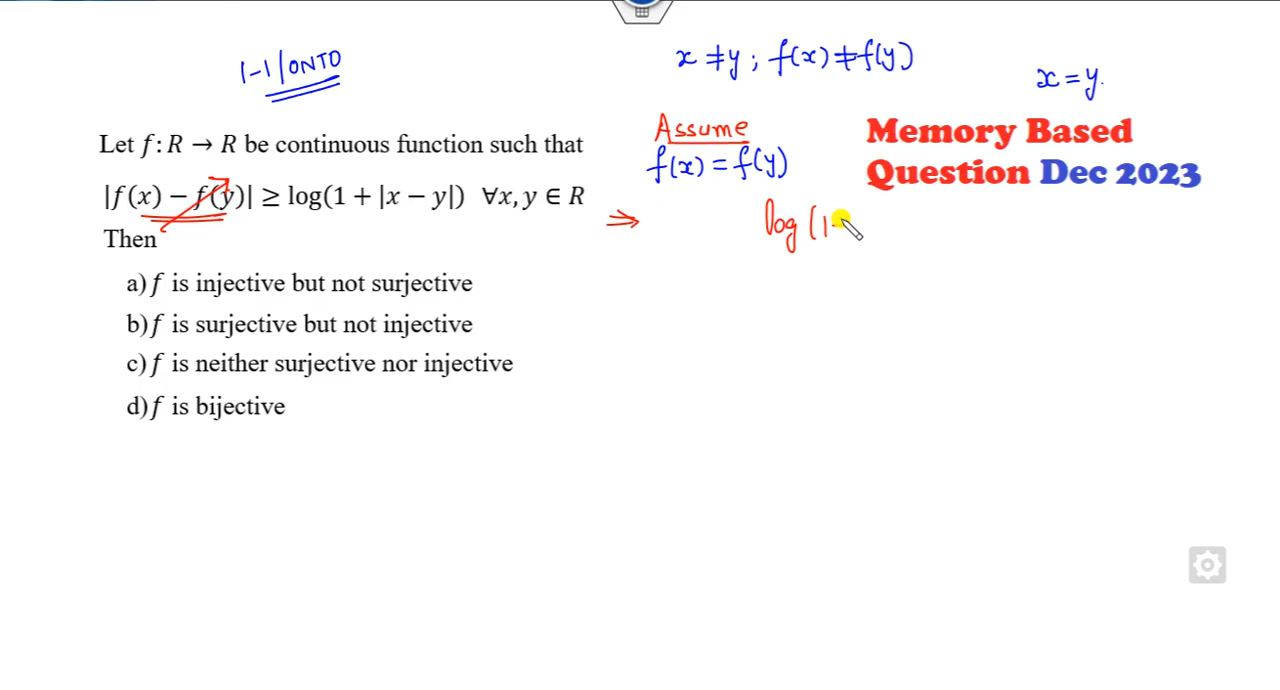 1-1/ONTO
x ≠ y ; f(x) ≠ f(y)
x = y.
Assume
f(x) = f(y)
Memory Based
Question Dec 2023
Let f: R → R be continuous function such that
|f(x) − f(y)| ≥ log(1 + |x − y|) ∀x, y ∈ R
Then
⇒ log (1-
a) f is injective but not surjective
b) f is surjective but not injective
c) f is neither surjective nor injective
d) f is bijective